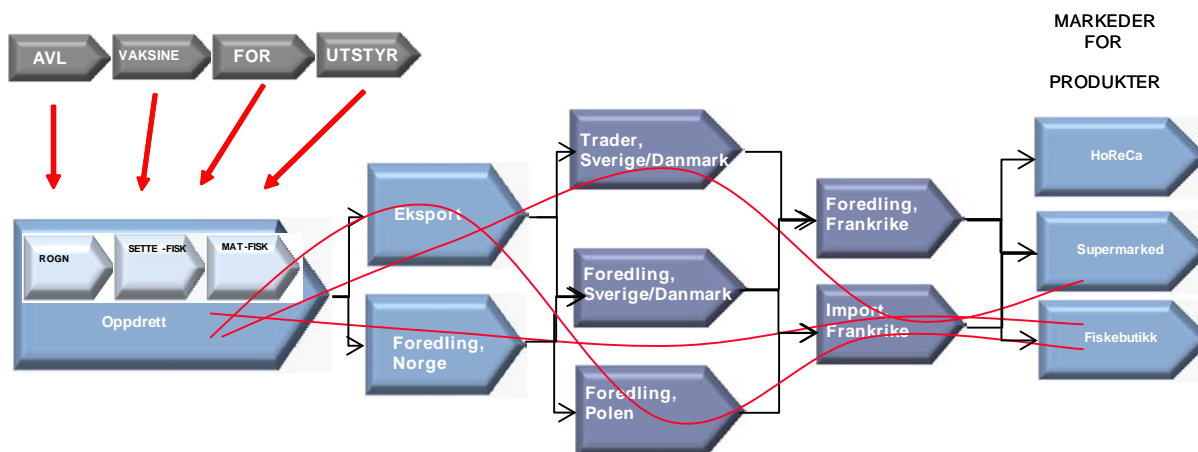 MARKEDER
FOR
PRODUKTER
AVL
VAKSINE
FOR
UTSTYR
ROGN
SETTE -FISK
MAT-FISK
Oppdrett
Eksport
Foredling,
Norge
Trader,
Sverige/Danmark
Foredling,
Sverige/Danmark
Foredling,
Polen
Foredling,
Frankrike
Import
Frankrike
HoReCa
Supermarked
Fiskebutikk